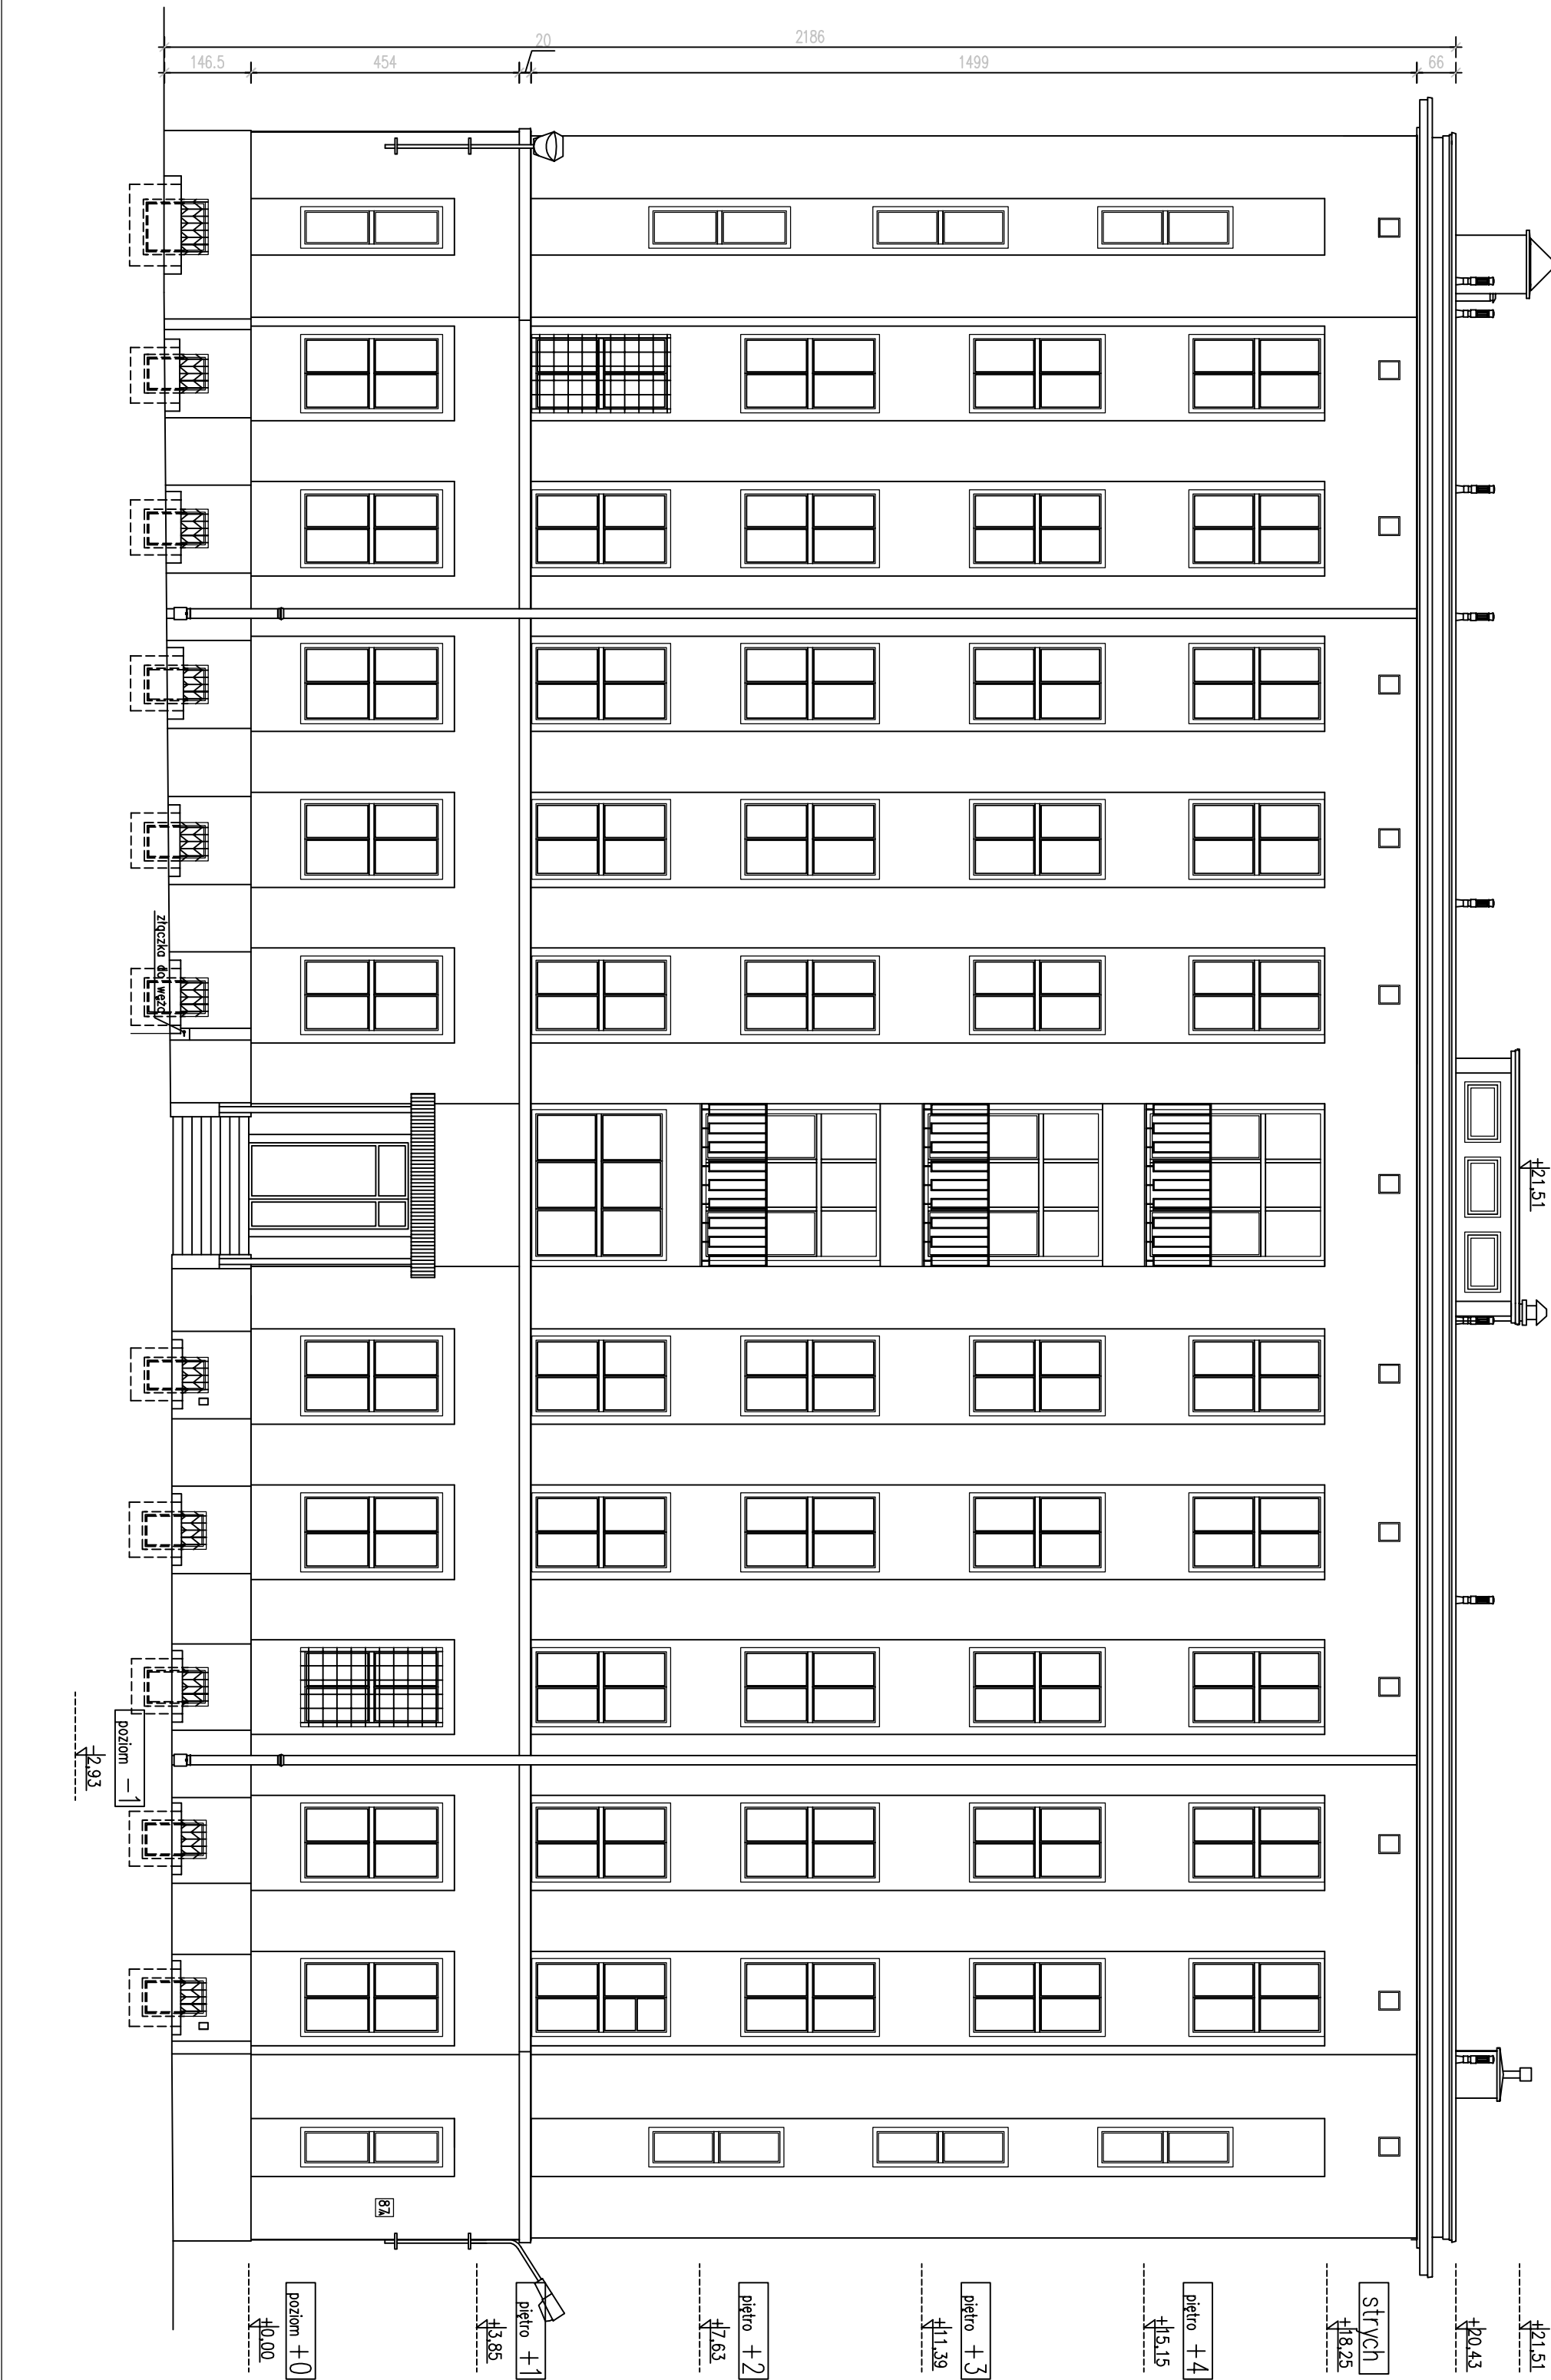 2186
146.5
454
20
1499
66
złączka do węża
+21,51
poziom -1
-2,93
87A
poziom +0
+0,00
piętro +1
+3,85
piętro +2
+7,63
piętro +3
+11,39
piętro +4
+15,15
strych
+18,25
+20,43
+21,51